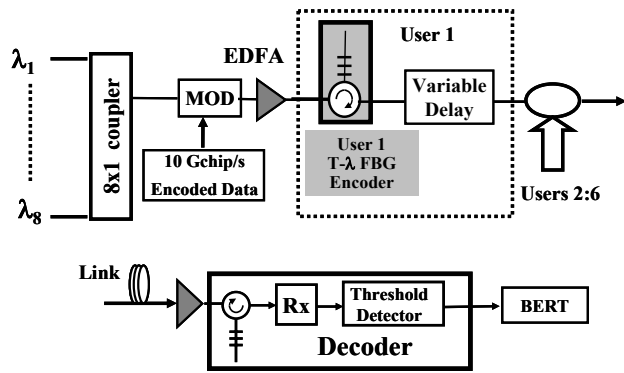 λ1
λ8
8x1 coupler
MOD
EDFA
10 Gchip/s
Encoded Data
User 1
User 1
T-λ FBG
Encoder
Variable
Delay
Users 2:6
Link
Rx
Threshold
Detector
Decoder
BERT